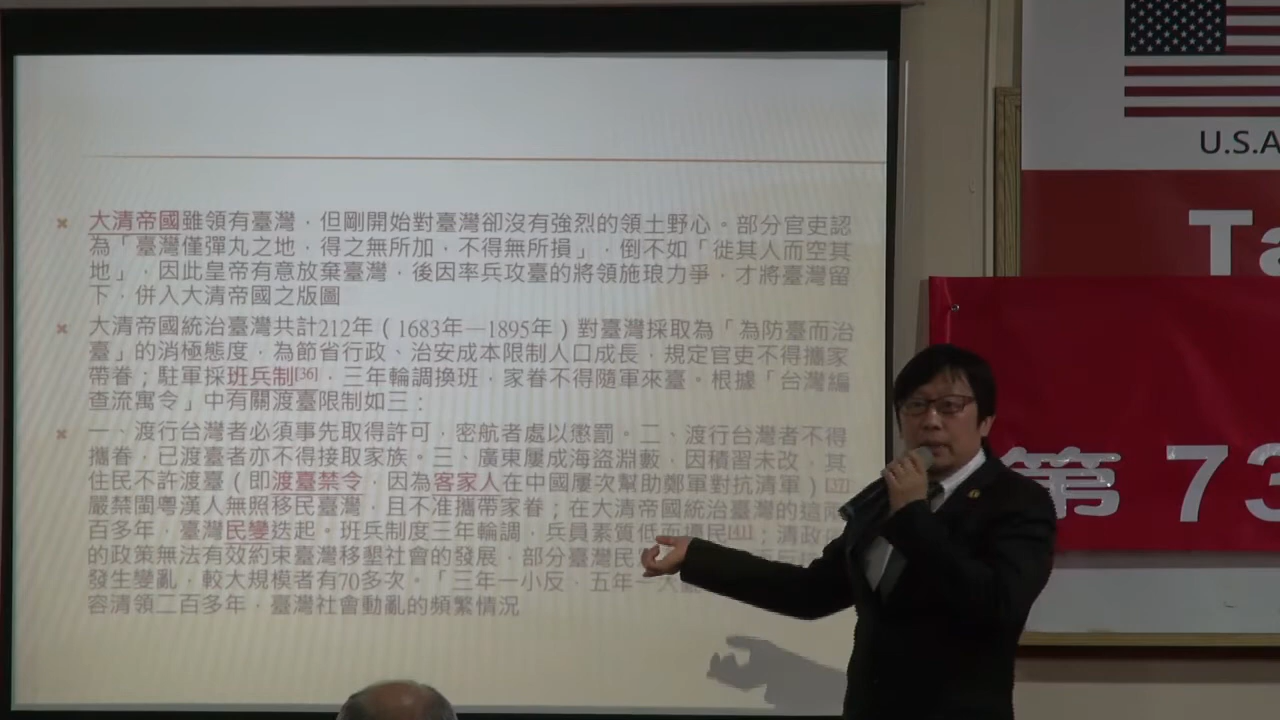 大清帝國雖領有臺灣，但剛開始對臺灣卻沒有強烈的領土野心。部分官吏認
為「臺灣僅彈丸之地，得之無所加，不得無所損」，倒不如「徙其人而空其
地」，因此皇帝有意放棄臺灣，後因率兵攻臺的將領施琅力爭，才將臺灣留
下，併入大清帝國之版圖
大清帝國統治臺灣共計212年（1683年—1895年）對臺灣採取為「為防臺而治
臺」的消極態度，為節省行政、治安成本限制人口成長，規定官吏不得攜家
帶眷；駐軍採班兵制[36]，三年輪調換班，家眷不得隨軍來臺。根據「台灣編
查流寓令」中有關渡臺限制如三：
一、渡行台灣者必須事先取得許可，密航者處以懲罰。二、渡行台灣者不得
攜眷，已渡臺者亦不得接取家族。三、廣東屢成海盜淵藪，因積習未改，其
住民不許渡臺（即渡臺禁令，因為客家人在中國屢次幫助鄭軍對抗清軍）[37]
嚴禁閩粵漢人無照移民臺灣，且不准攜帶家眷；在大清帝國統治臺灣的這兩
百多年，臺灣民變迭起。班兵制度三年輪調，兵員素質低而擾民[41]；清政府
的政策無法有效約束臺灣移墾社會的發展，部分臺灣民
發生變亂，較大規模者有70多次。「三年一小反，五年一大
容清領二百多年，臺灣社會動亂的頻繁情況
U.S.A
Ta
第 73